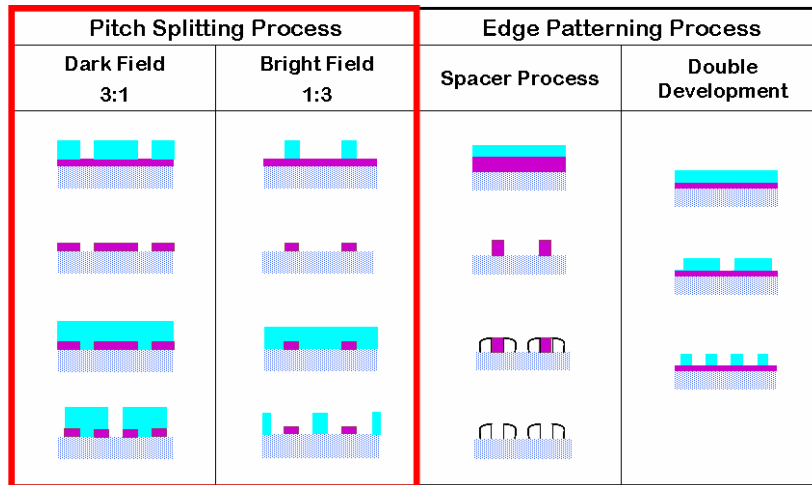 Pitch Splitting Process
Edge Patterning Process
Dark Field
3:1
Bright Field
1:3
Spacer Process
Double
Development